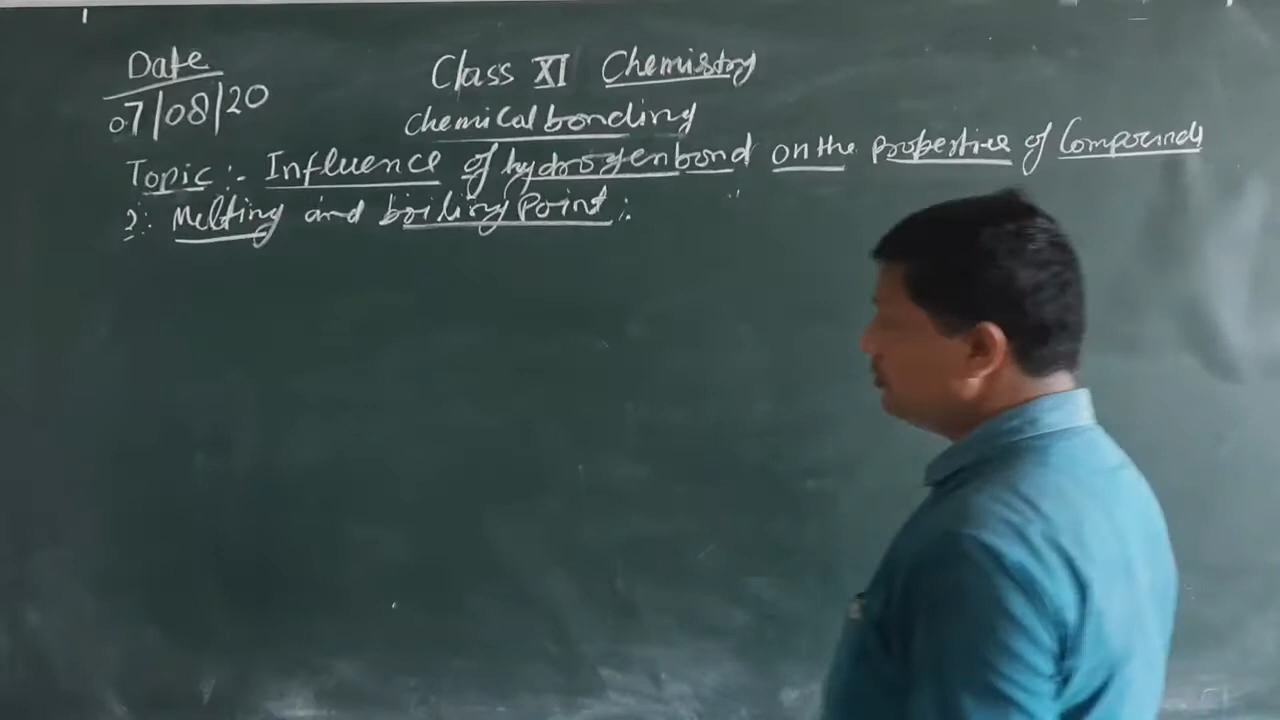 Date
07/08/20
Class XI Chemistry
Chemical bonding
Topic :- Influence of hydrogen bond on the properties of Compounds
2: Melting and boiling Point :